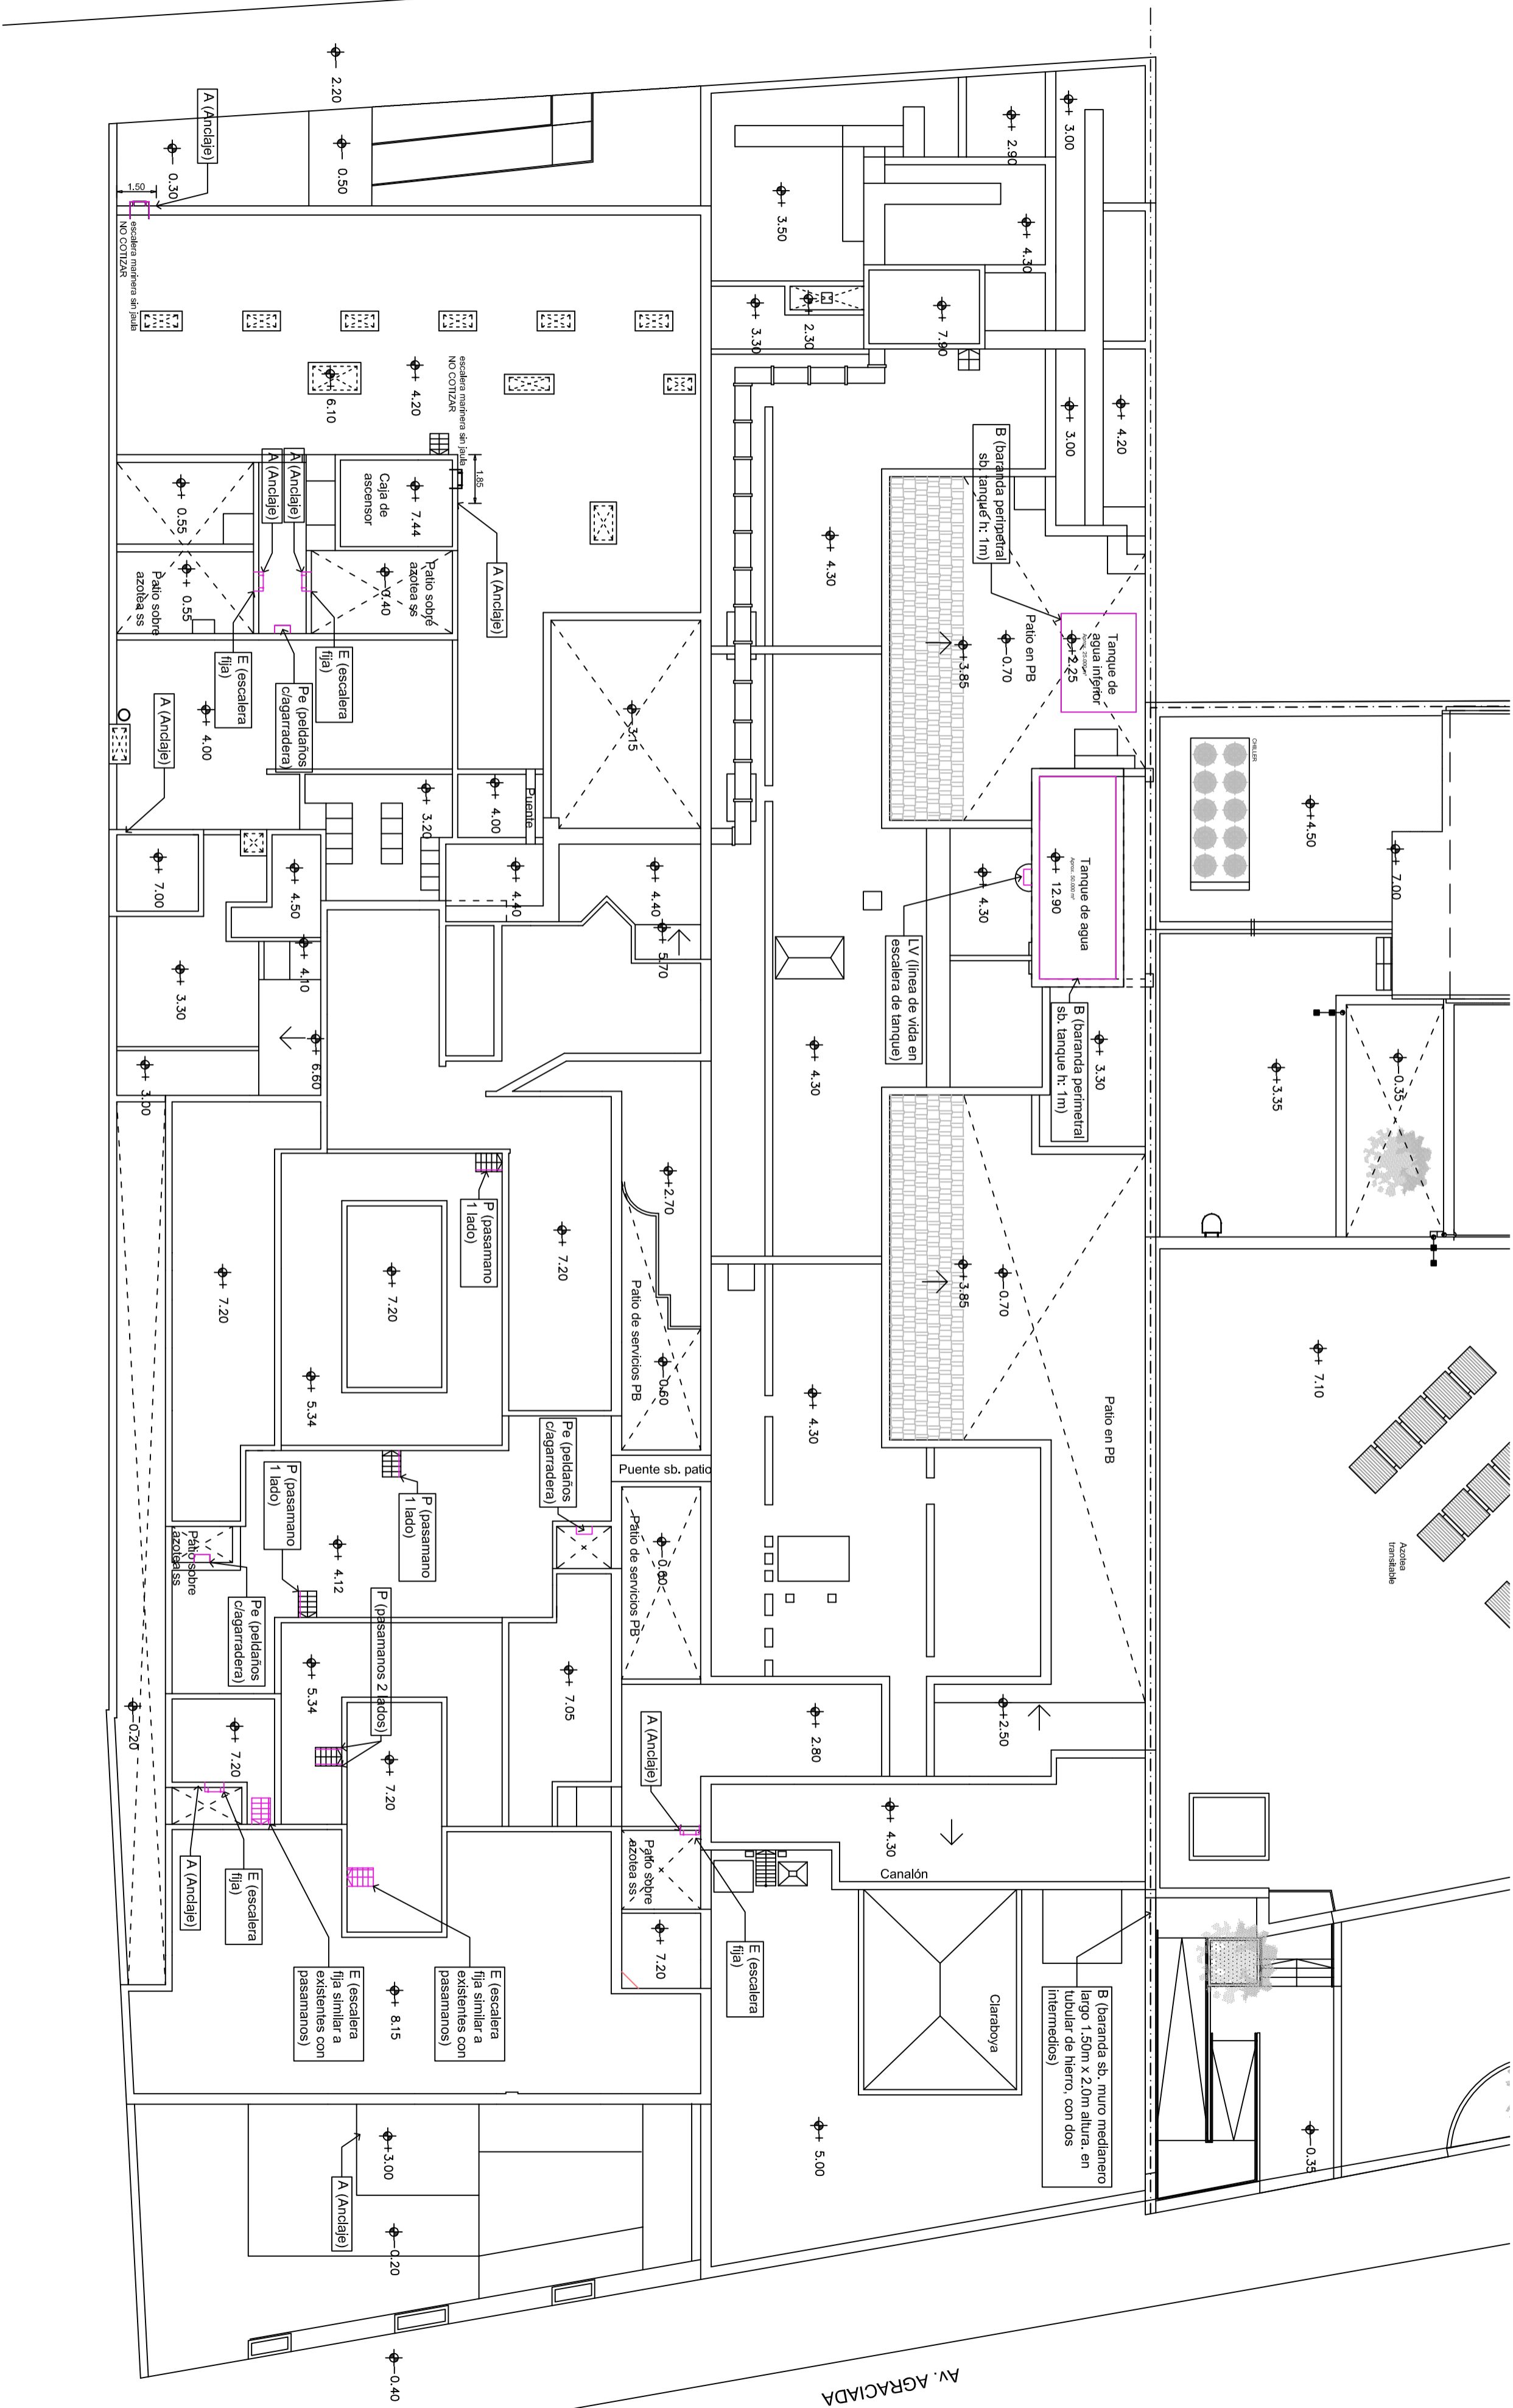 2.20
A (Anclaje)
0.30
0.50
1.50
escalera marinera sin jaula
NO COTIZAR
+ 3.00
+ 2.90
+ 3.50
+ 4.30
+ 7.90
+ 2.30
+ 3.30
+ 6.10
+ 4.20
escalera marinera sin jaula
NO COTIZAR
1.85
+ 3.00
+ 4.20
B (baranda perimetral
sb. tanque h: 1m)
A (Anclaje)
A (Anclaje)
Caja de
ascensor
+ 7.44
+ 0.55
+ 0.55
Patio sobre
azotea ss
Patio sobre
azotea ss
A (Anclaje)
+ 4.30
+3.85
-0.70
Patio en PB
Tanque de
agua inferior
+2.25
E (escalera
fija)
E (escalera
fija)
Pe (peldaños
c/agarradera)
A (Anclaje)
+ 4.00
+ 3.20
+ 4.00
Puente
CHILLER
+4.50
+ 7.00
+ 7.00
+ 4.50
+ 4.40
+ 4.40
+ 5.70
+ 4.30
Tanque de agua
+ 12.90
LV (línea de vida en
escalera de tanque)
B (baranda perimetral
sb. tanque h: 1m)
+ 3.30
+ 4.10
+ 3.30
+ 6.60
+ 3.00
+ 4.30
+3.35
-0.35
P (pasamano
1 lado)
+2.70
+ 7.20
+ 7.20
+ 7.20
+ 5.34
Patio de servicios PB
-0.60
+3.85
-0.70
Patio en PB
+ 7.10
+ 4.30
Pe (peldaños
c/agarradera)
Puente sb. patio
P (pasamano
1 lado)
P (pasamano
1 lado)
Patio sobre
azotea ss
+ 4.12
Patio de servicios PB
-0.60
Azotea
transitable
Pe (peldaños
c/agarradera)
P (pasamanos 2 lados)
+ 5.34
+ 7.05
-0.20
+ 7.20
+ 7.20
A (Anclaje)
+ 2.80
+2.50
+ 4.30
Canalón
Patio sobre
azotea ss
A (Anclaje)
E (escalera
fija)
+ 7.20
E (escalera
fija)
E (escalera
fija similar a
existentes con
pasamanos)
E (escalera
fija similar a
existentes con
pasamanos)
+ 8.15
Claraboya
B (baranda sb. muro medianero
largo 1.50m x 2.0m altura, en
tubular de hierro, con dos
intermedios)
+ 5.00
-0.35
+3.00
A (Anclaje)
-0.20
-0.40
Av. AGRACIADA